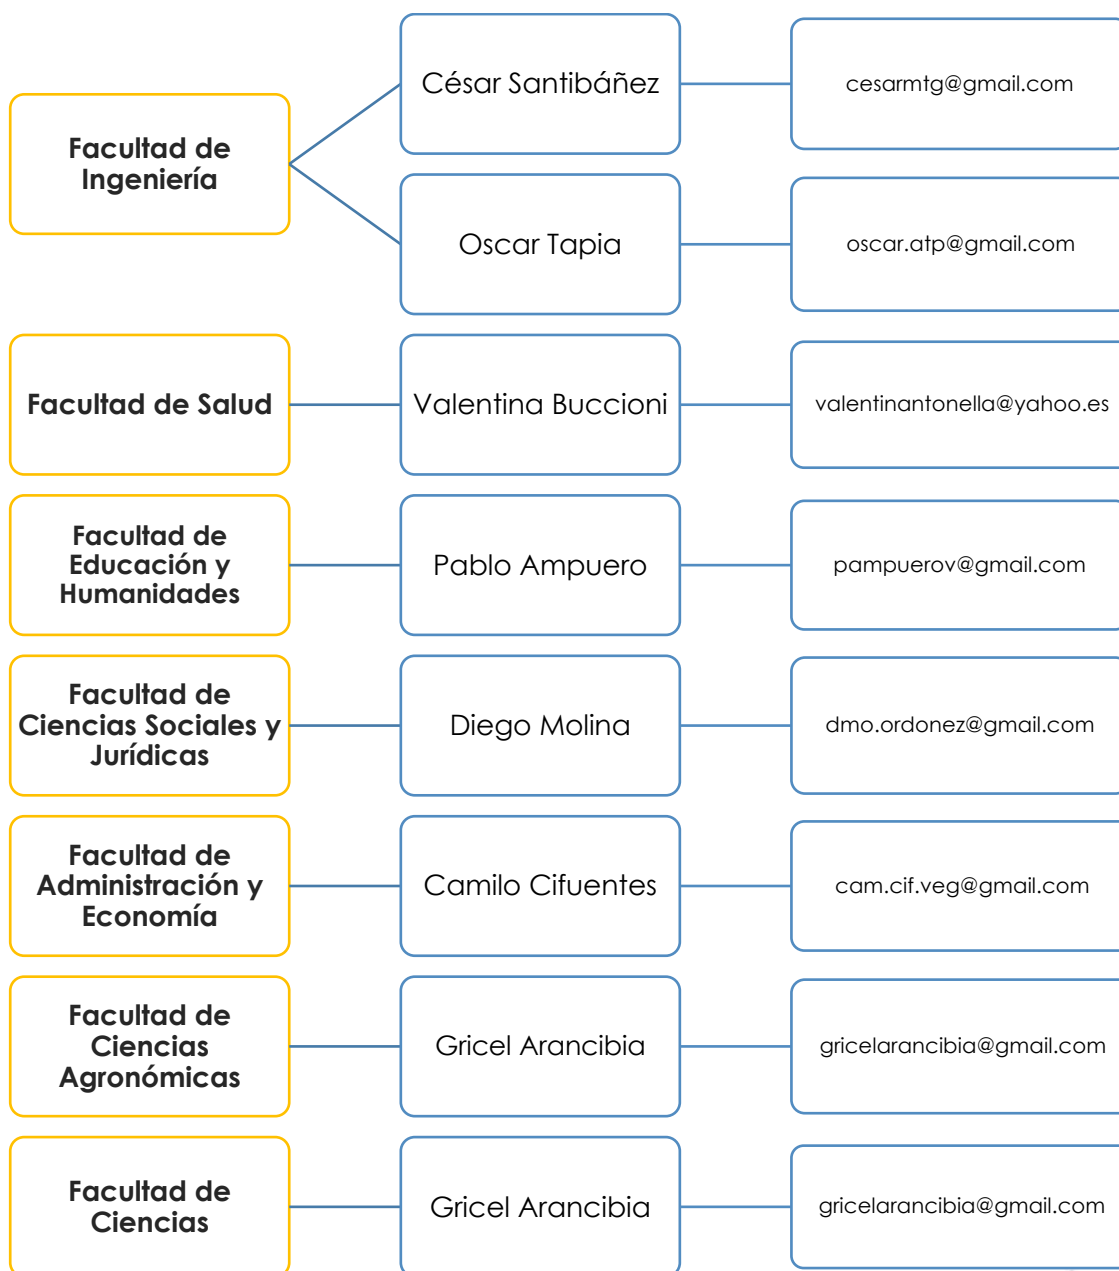 Facultad de
Ingeniería
César Santibáñez
cesarmtg@gmail.com
Oscar Tapia
oscar.atp@gmail.com
Facultad de Salud
Valentina Buccioni
valentinantonella@yahoo.es
Facultad de
Educación y
Humanidades
Pablo Ampuero
pampuerov@gmail.com
Facultad de
Ciencias Sociales y
Jurídicas
Diego Molina
dmo.ordonez@gmail.com
Facultad de
Administración y
Economía
Camilo Cifuentes
cam.cif.veg@gmail.com
Facultad de
Ciencias
Agronómicas
Gricel Arancibia
gricelarancibia@gmail.com
Facultad de
Ciencias
Gricel Arancibia
gricelarancibia@gmail.com